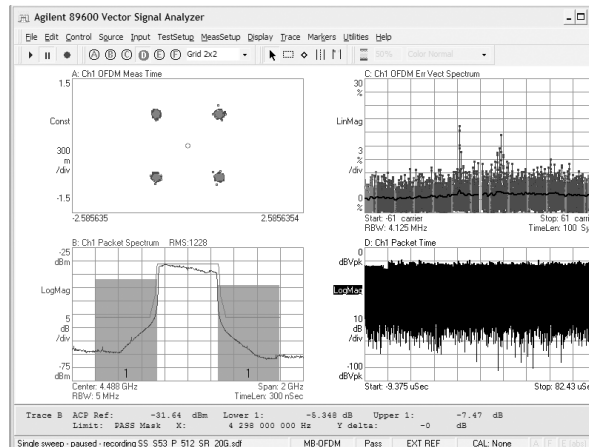 Agilent 89600 Vector Signal Analyzer
File Edit Control Source Input TestSetup MeasSetup Display Trace Markers Utilities Help
A B C D E F Grid 2x2 50% Color Normal
A: Ch1 OFDM Meas Time
1.5
Const
300
m
/div
-1.5
-2.585635 2.5856354
C: Ch1 OFDM Err Vect Spectrum
30
%
LinMag
3
%
/div
0
%
Start: -61 carrier Stop: 61 carrie
RBW: 4.125 MHz TimeLen: 100 Sy
B: Ch1 Packet Spectrum RMS:1228
-25
dBm
LogMag
5
dB
/div
-75
dBm
1 1
Center: 4.488 GHz Span: 2 GHz
RBW: 5 MHz TimeLen: 300 nSec
D: Ch1 Packet Time
0
dBVpk
LogMag
10
dB
/div
-100
dBVpk
Start: -9.375 uSec Stop: 82.43 uSe
Trace B ACP Ref: -31.64 dBm Lower 1: -5.348 dB Upper 1: -7.47 dB
Limit: PASS Mask X: 4 298 000 000 Hz Y delta: -0 dB
Single sweep - paused - recording SS_S53_P_512_SR_20G.sdf MB-OFDM Pass EXT REF CAL: None